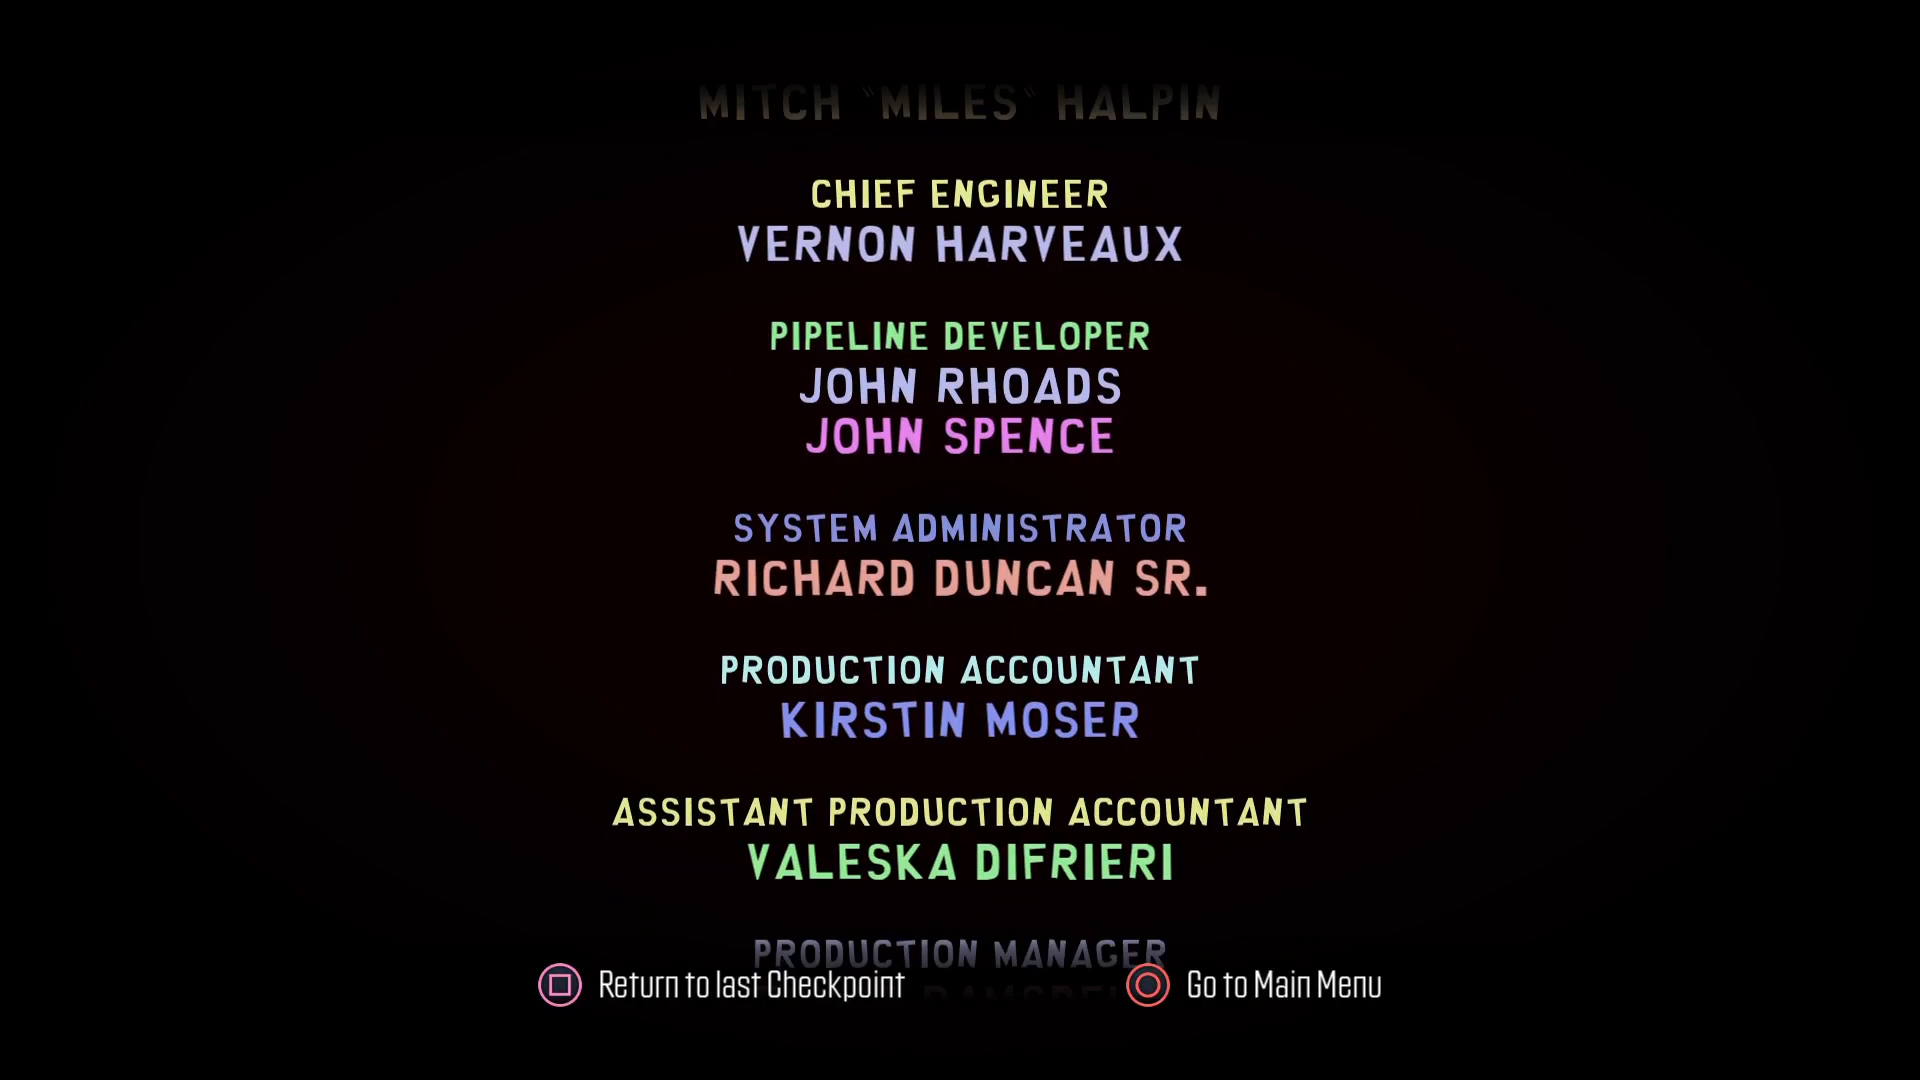 MITCH "MILES" HALPIN
CHIEF ENGINEER
VERNON HARVEAUX
PIPELINE DEVELOPER
JOHN RHOADS
JOHN SPENCE
SYSTEM ADMINISTRATOR
RICHARD DUNCAN SR.
PRODUCTION ACCOUNTANT
KIRSTIN MOSER
ASSISTANT PRODUCTION ACCOUNTANT
VALESKA DIFRIERI
PRODUCTION MANAGER
Return to last Checkpoint
Go to Main Menu